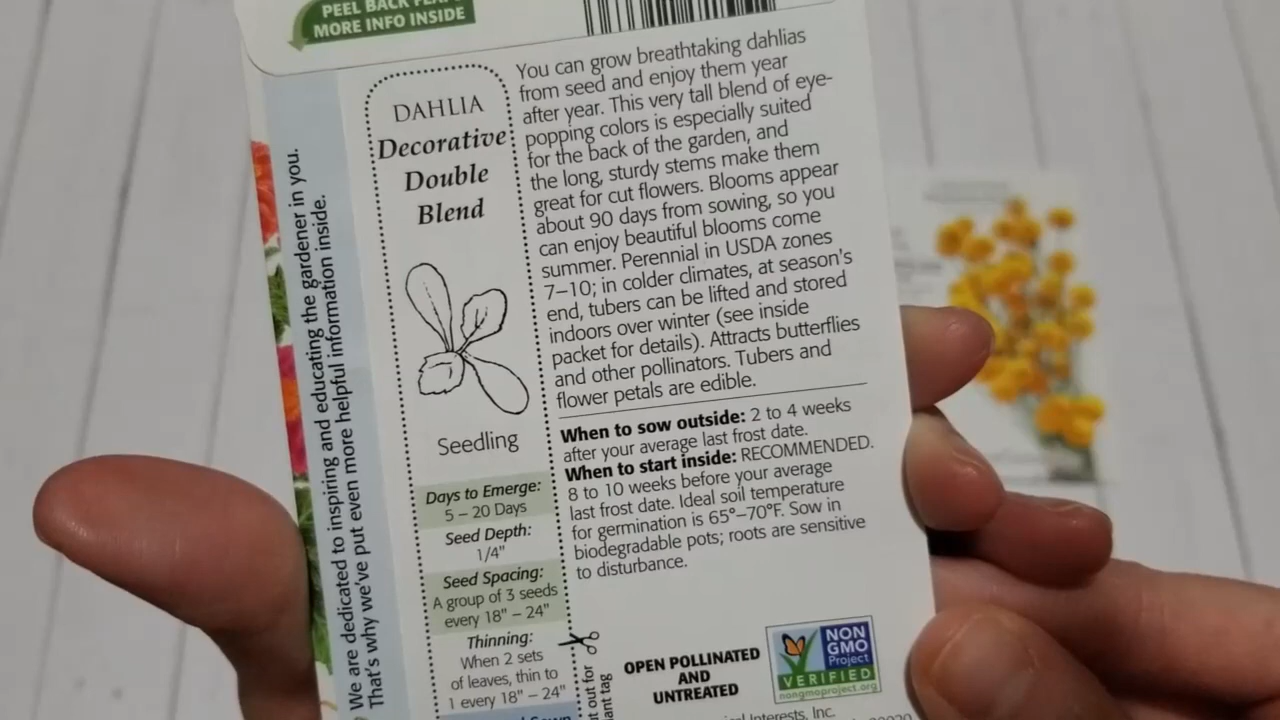 PEEL BACK
MORE INFO INSIDE
We are dedicated to inspiring and educating the gardener in you.
That's why we've put even more helpful information inside.
DAHLIA
Decorative
Double
Blend
Seedling
Days to Emerge:
5 – 20 Days
Seed Depth:
1/4"
Seed Spacing:
A group of 3 seeds
every 18" – 24"
Thinning:
When 2 sets
of leaves, thin to
1 every 18" – 24"
You can grow breathtaking dahlias
from seed and enjoy them year
after year. This very tall blend of eye-
popping colors is especially suited
for the back of the garden, and
the long, sturdy stems make them
great for cut flowers. Blooms appear
about 90 days from sowing, so you
can enjoy beautiful blooms come
summer. Perennial in USDA zones
7–10; in colder climates, at season's
end, tubers can be lifted and stored
indoors over winter (see inside
packet for details). Attracts butterflies
and other pollinators. Tubers and
flower petals are edible.
When to sow outside: 2 to 4 weeks
after your average last frost date.
When to start inside: RECOMMENDED.
8 to 10 weeks before your average
last frost date. Ideal soil temperature
for germination is 65°–70°F. Sow in
biodegradable pots; roots are sensitive
to disturbance.
out for
tag
OPEN POLLINATED
AND
UNTREATED
NON
GMO
Project
VERIFIED
nongmoproject.org
Interests, Inc.